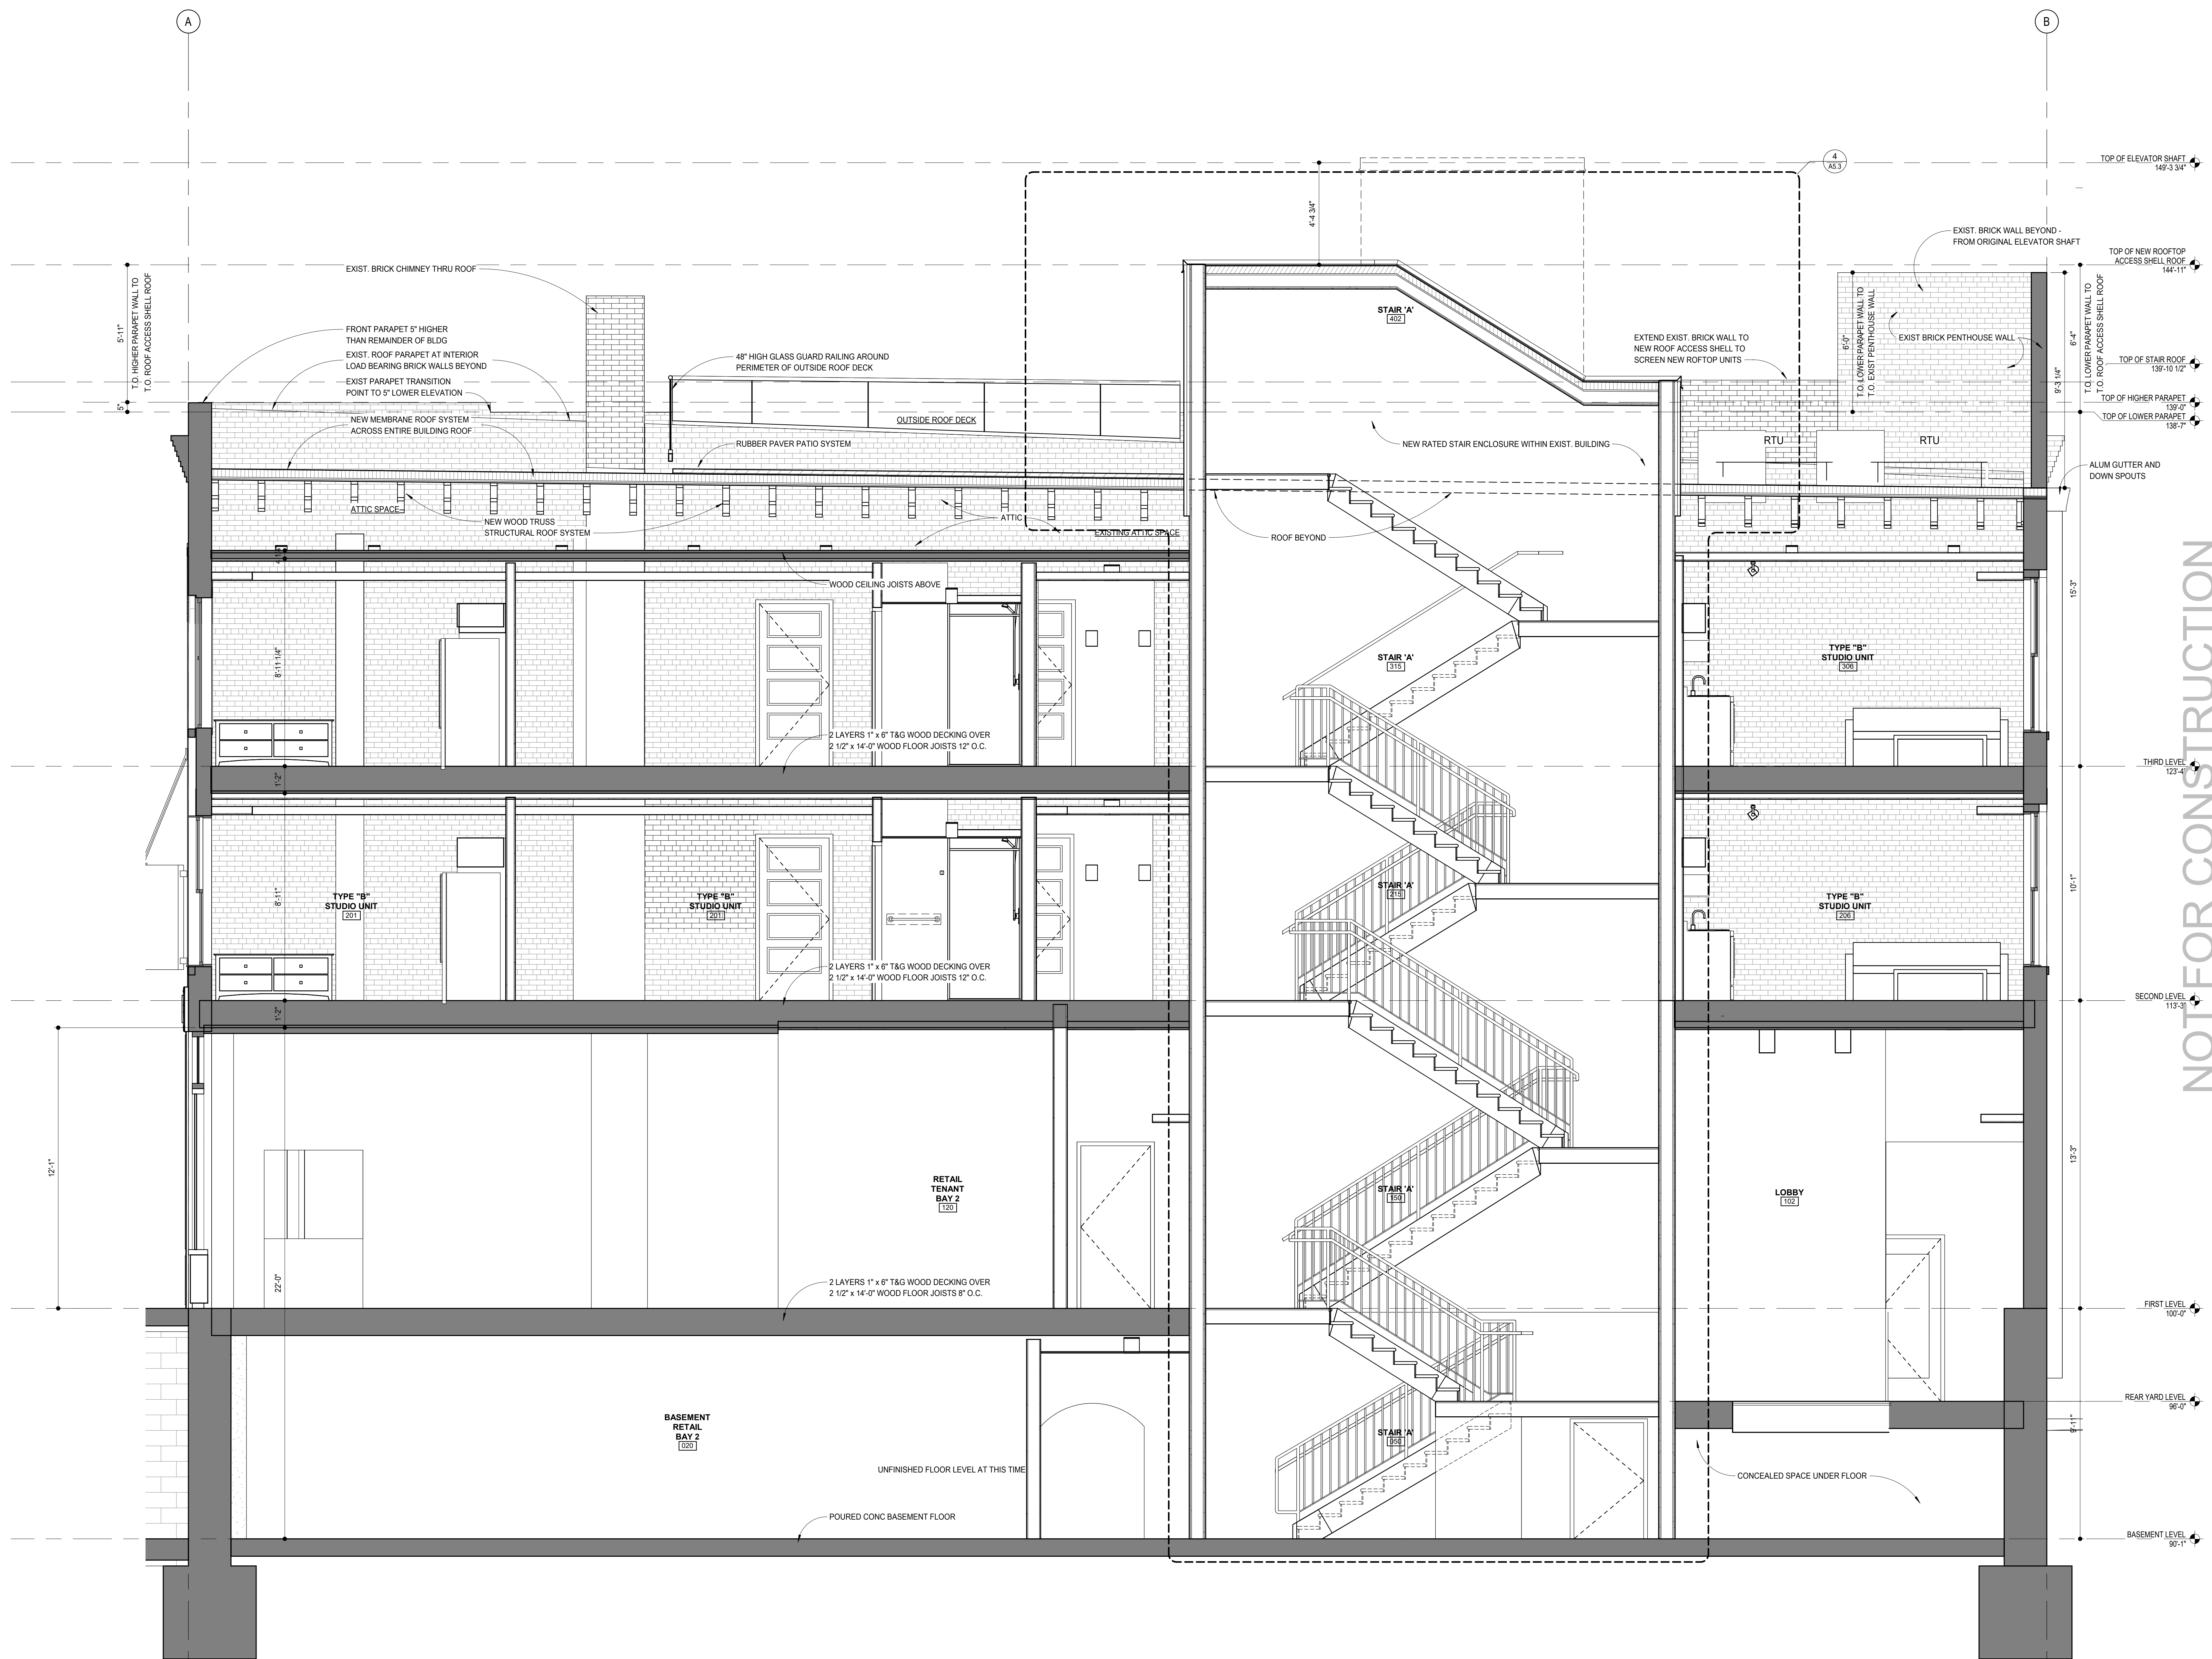 A
B
4
A5.3
TOP OF ELEVATOR SHAFT
149'-3 3/4"
4'-4 3/4"
EXIST. BRICK WALL BEYOND -
FROM ORIGINAL ELEVATOR SHAFT
TOP OF NEW ROOFTOP
ACCESS SHELL ROOF
144'-11"
EXIST. BRICK CHIMNEY THRU ROOF
5'-11"
T.O. HIGHER PARAPET WALL TO
T.O. ROOF ACCESS SHELL ROOF
5"
STAIR 'A'
402
FRONT PARAPET 5" HIGHER
THAN REMAINDER OF BLDG
EXIST. ROOF PARAPET AT INTERIOR
LOAD BEARING BRICK WALLS BEYOND
EXIST PARAPET TRANSITION
POINT TO 5" LOWER ELEVATION
NEW MEMBRANE ROOF SYSTEM
ACROSS ENTIRE BUILDING ROOF
48" HIGH GLASS GUARD RAILING AROUND
PERIMETER OF OUTSIDE ROOF DECK
EXTEND EXIST. BRICK WALL TO
NEW ROOF ACCESS SHELL TO
SCREEN NEW ROFTOP UNITS
6'-0"
T.O. LOWER PARAPET WALL TO
T.O. EXIST PENTHOUSE WALL
EXIST BRICK PENTHOUSE WALL
9'-3 1/4"
6'-4"
T.O. LOWER PARAPET WALL TO
T.O. ROOF ACCESS SHELL ROOF
TOP OF STAIR ROOF
139'-10 1/2"
TOP OF HIGHER PARAPET
139'-0"
TOP OF LOWER PARAPET
138'-7"
OUTSIDE ROOF DECK
RUBBER PAVER PATIO SYSTEM
NEW RATED STAIR ENCLOSURE WITHIN EXIST. BUILDING
RTU
RTU
ALUM GUTTER AND
DOWN SPOUTS
ATTIC SPACE
NEW WOOD TRUSS
STRUCTURAL ROOF SYSTEM
ATTIC
EXISTING ATTIC SPACE
ROOF BEYOND
WOOD CEILING JOISTS ABOVE
15'-3"
8'-11 1/4"
STAIR 'A'
315
TYPE "B"
STUDIO UNIT
306
2 LAYERS 1" x 6" T&G WOOD DECKING OVER
2 1/2" x 14'-0" WOOD FLOOR JOISTS 12" O.C.
THIRD LEVEL
123'-4"
1'-2"
8'-11"
TYPE "B"
STUDIO UNIT
201
TYPE "B"
STUDIO UNIT
201
STAIR 'A'
215
TYPE "B"
STUDIO UNIT
206
10'-1"
2 LAYERS 1" x 6" T&G WOOD DECKING OVER
2 1/2" x 14'-0" WOOD FLOOR JOISTS 12" O.C.
SECOND LEVEL
113'-3"
1'-2"
12'-1"
RETAIL
TENANT
BAY 2
120
STAIR 'A'
150
LOBBY
102
13'-3"
22'-0"
2 LAYERS 1" x 6" T&G WOOD DECKING OVER
2 1/2" x 14'-0" WOOD FLOOR JOISTS 8" O.C.
FIRST LEVEL
100'-0"
REAR YARD LEVEL
96'-0"
BASEMENT
RETAIL
BAY 2
020
STAIR 'A'
050
9'-11"
UNFINISHED FLOOR LEVEL AT THIS TIME
CONCEALED SPACE UNDER FLOOR
POURED CONC BASEMENT FLOOR
BASEMENT LEVEL
90'-1"
NOT FOR CONSTRUCTION